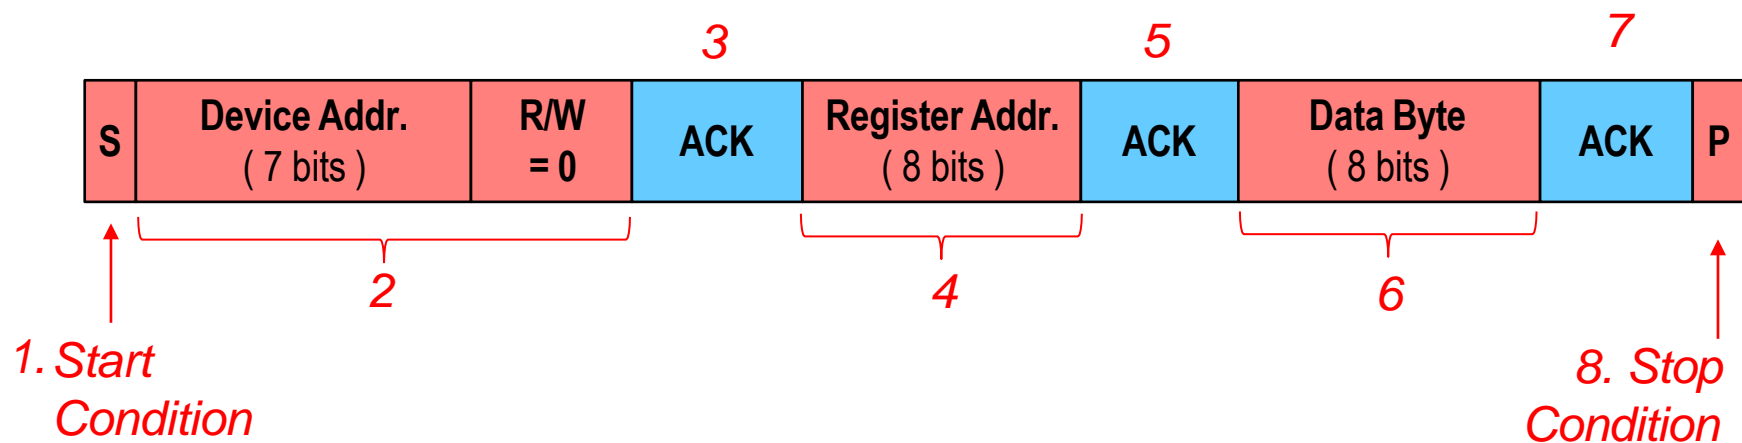 3 5 7
S Device Addr. R/W ACK Register Addr. ACK Data Byte ACK P
( 7 bits ) = 0 ( 8 bits ) ( 8 bits )
2 4 6
1. Start 8. Stop
Condition Condition